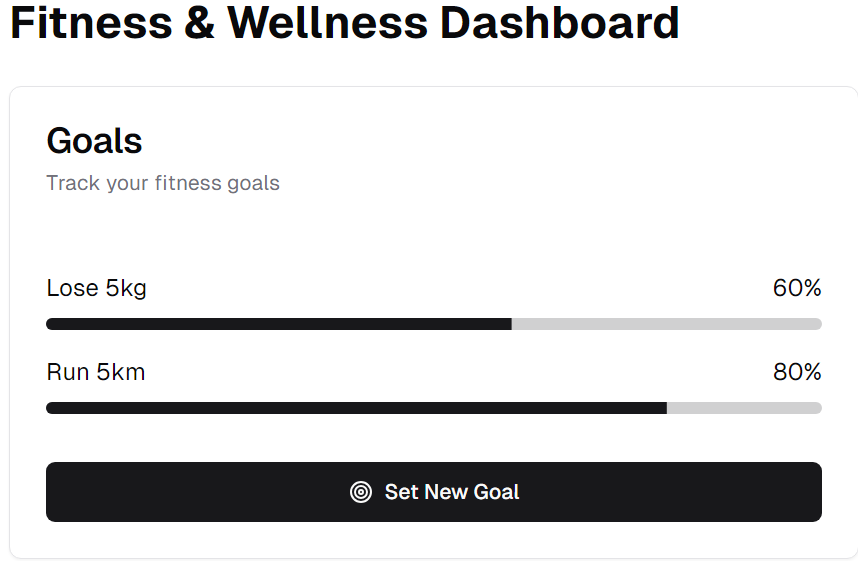 Fitness & Wellness Dashboard
Goals
Track your fitness goals
Lose 5kg 60%
Run 5km 80%
Set New Goal